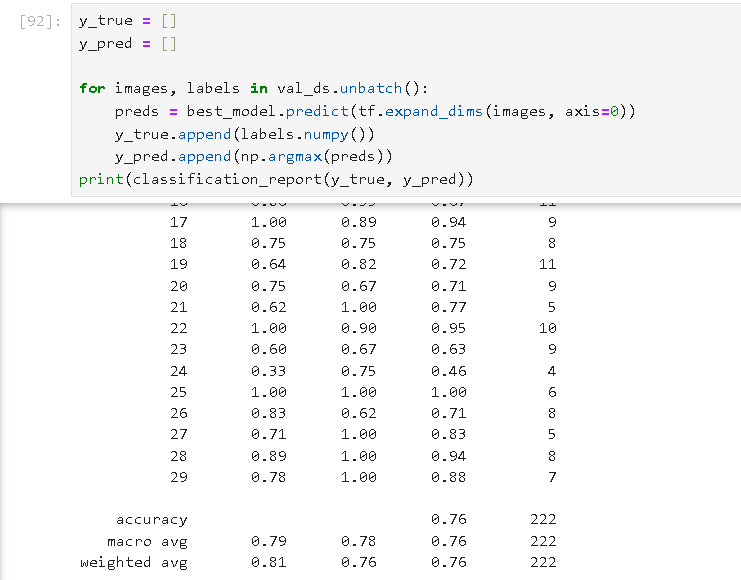 [92]:
y_true = []
y_pred = []
for images, labels in val_ds.unbatch():
preds = best_model.predict(tf.expand_dims(images, axis=0))
y_true.append(labels.numpy())
y_pred.append(np.argmax(preds))
print(classification_report(y_true, y_pred))
17 1.00 0.89 0.94 9
18 0.75 0.75 0.75 8
19 0.64 0.82 0.72 11
20 0.75 0.67 0.71 9
21 0.62 1.00 0.77 5
22 1.00 0.90 0.95 10
23 0.60 0.67 0.63 9
24 0.33 0.75 0.46 4
25 1.00 1.00 1.00 6
26 0.83 0.62 0.71 8
27 0.71 1.00 0.83 5
28 0.89 1.00 0.94 8
29 0.78 1.00 0.88 7
accuracy 0.76 222
macro avg 0.79 0.78 0.76 222
weighted avg 0.81 0.76 0.76 222